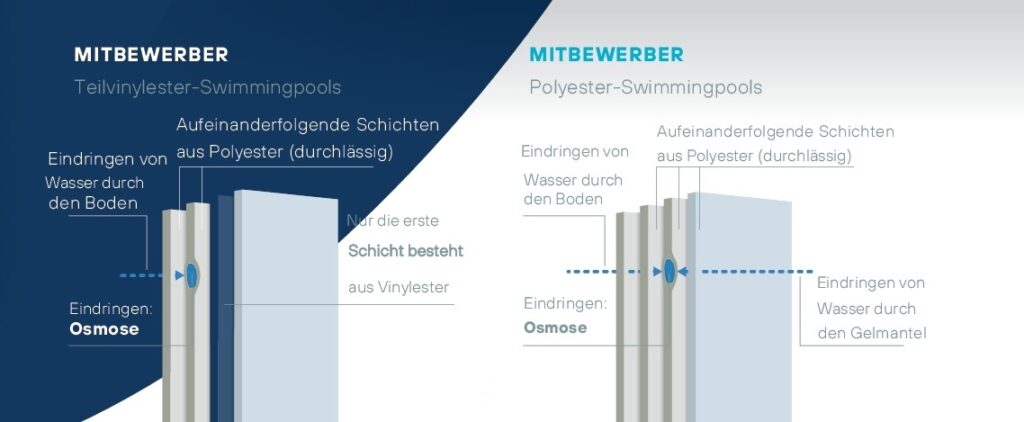 MITBEWERBER
Teilvinylester-Swimmingpools
Aufeinanderfolgende Schichten
aus Polyester (durchlässig)
Eindringen von
Wasser durch
den Boden
Nur die erste
Schicht besteht
aus Vinylester
Eindringen:
Osmose
MITBEWERBER
Polyester-Swimmingpools
Aufeinanderfolgende Schichten
aus Polyester (durchlässig)
Eindringen von
Wasser durch
den Boden
Eindringen:
Osmose
Eindringen von
Wasser durch
den Gelmantel